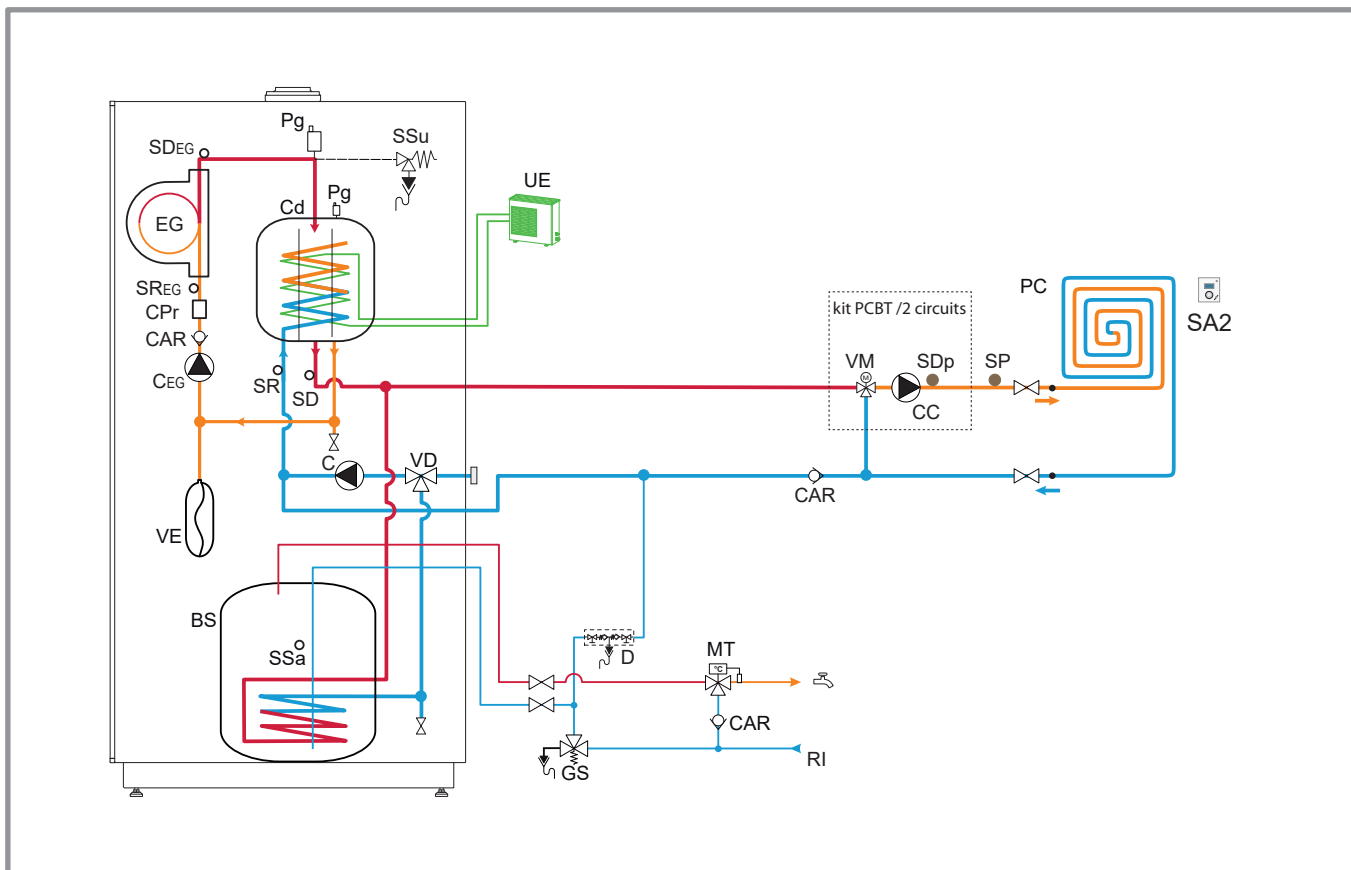 Pg
SSu
SDEG
UE
Pg
Cd
EG
SREG
CPr
CAR
CEG
SR
SD
kit PCBT /2 circuits
VM
M
SDp
SP
CC
PC
SA2
C
VD
CAR
VE
BS
SSa
D
MT
°C
CAR
GS
RI